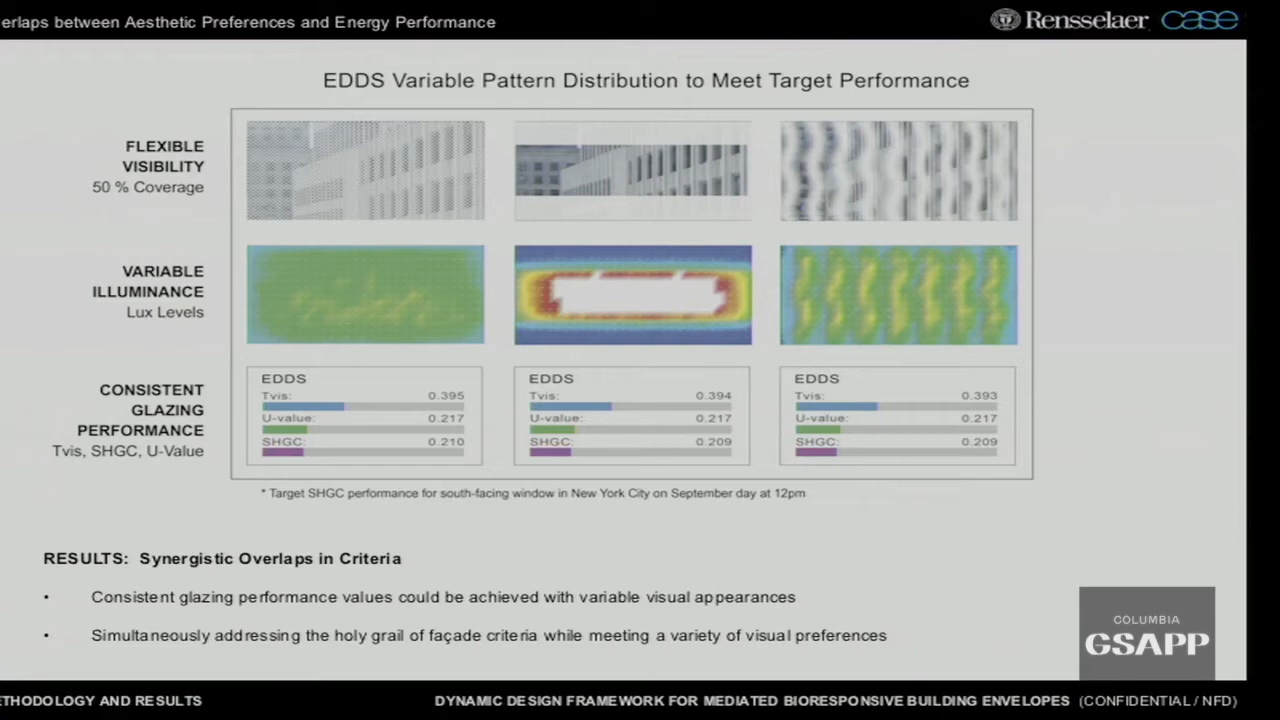 erlaps between Aesthetic Preferences and Energy Performance
Rensselaer case
EDDS Variable Pattern Distribution to Meet Target Performance
FLEXIBLE
VISIBILITY
50 % Coverage
VARIABLE
ILLUMINANCE
Lux Levels
CONSISTENT
GLAZING
PERFORMANCE
Tvis, SHGC, U-Value
EDDS
Tvis: 0.395
U-value: 0.217
SHGC: 0.210
EDDS
Tvis: 0.394
U-value: 0.217
SHGC: 0.209
EDDS
Tvis: 0.393
U-value: 0.217
SHGC: 0.209
* Target SHGC performance for south-facing window in New York City on September day at 12pm
RESULTS: Synergistic Overlaps in Criteria
• Consistent glazing performance values could be achieved with variable visual appearances
• Simultaneously addressing the holy grail of façade criteria while meeting a variety of visual preferences
COLUMBIA
GSAPP
ETHODOLOGY AND RESULTS
DYNAMIC DESIGN FRAMEWORK FOR MEDIATED BIORESPONSIVE BUILDING ENVELOPES (CONFIDENTIAL / NFD)